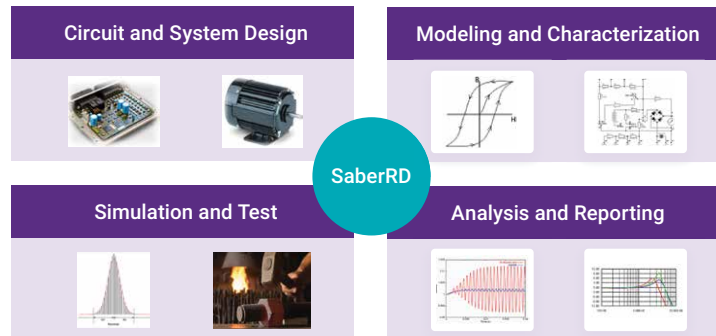 Circuit and System Design
Modeling and Characterization
B
H
SaberRD
Simulation and Test
Analysis and Reporting